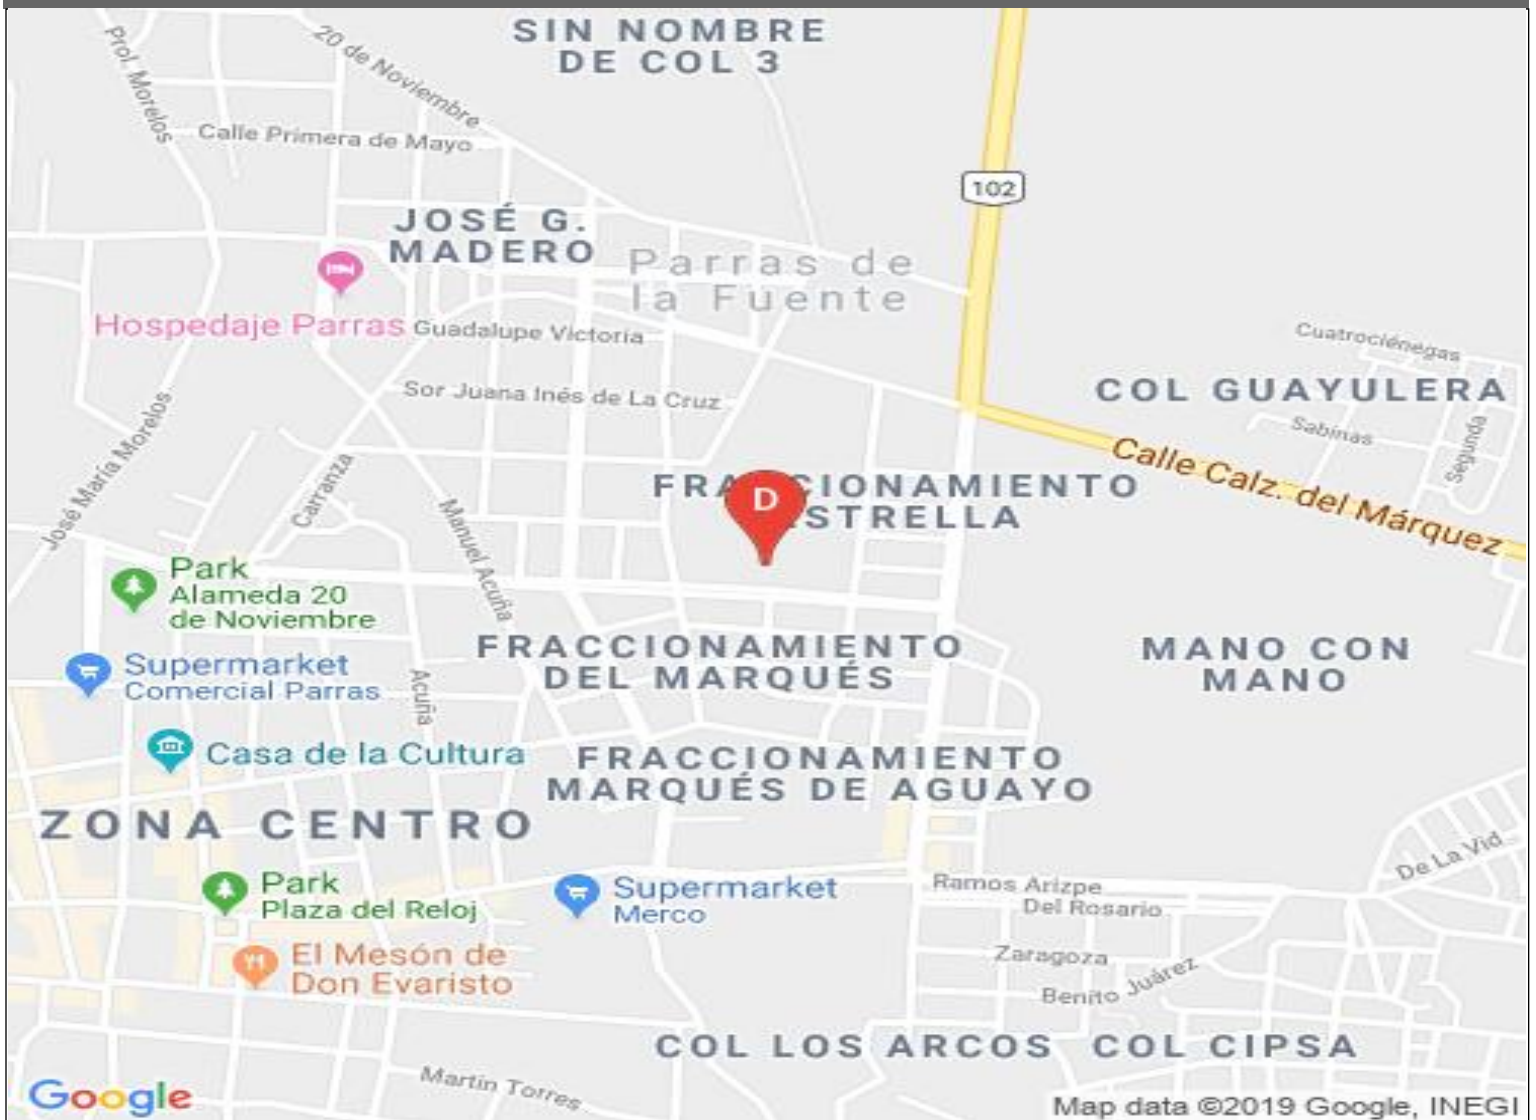 SIN NOMBRE
DE COL 3
Prol. Morelos
20 de Noviembre
Calle Primera de Mayo
102
JOSÉ G.
MADERO
Parras de
la Fuente
Hospedaje Parras
Guadalupe Victoria
Cuatrociénegas
Sor Juana Inés de La Cruz
COL GUAYULERA
Sabinas
Segunda
José María Morelos
Carranza
Manuel Acuña
Calle Calz. del Márquez
D
Park
Alameda 20
de Noviembre
FRACCIONAMIENTO
DEL MARQUÉS
MANO CON
MANO
Supermarket
Comercial Parras
Acuña
Casa de la Cultura
FRACCIONAMIENTO
MARQUÉS DE AGUAYO
ZONA CENTRO
De La Vid
Park
Plaza del Reloj
Supermarket
Merco
Ramos Arizpe
Del Rosario
El Mesón de
Don Evaristo
Zaragoza
Benito Juárez
COL LOS ARCOS
COL CIPSA
Martin Torres
Google
Map data ©2019 Google, INEGI